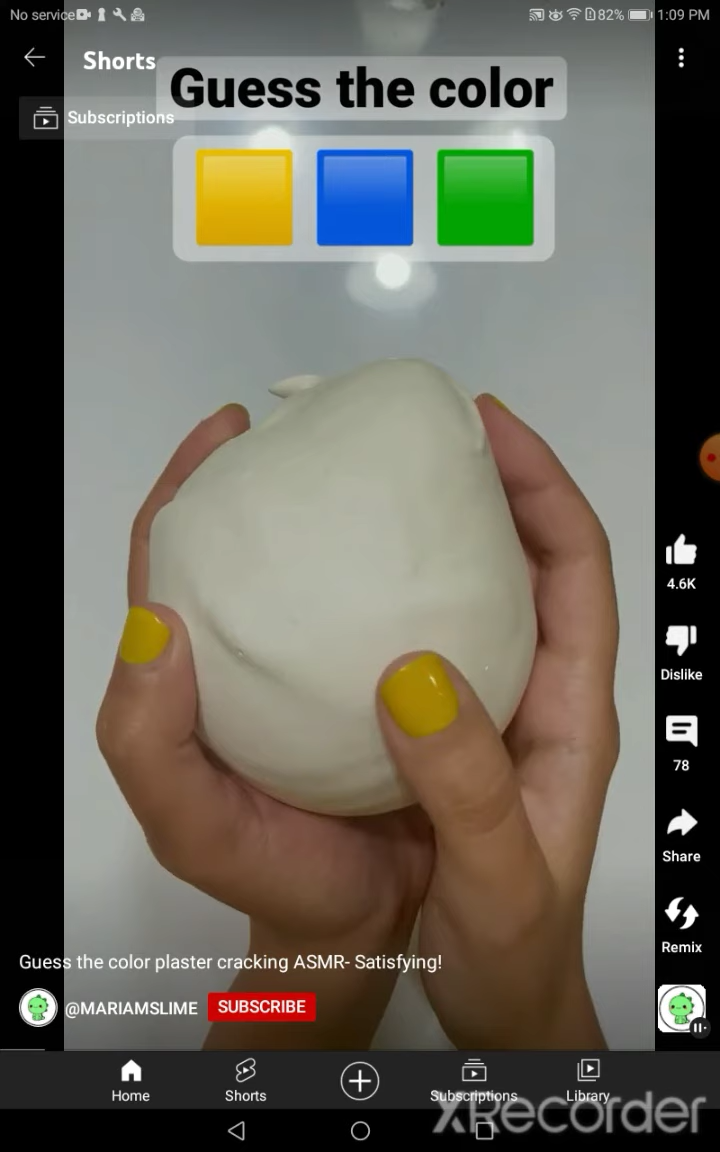 No service 82% 1:09 PM
Shorts
Guess the color
Subscriptions
4.6K
Dislike
78
Share
Remix
Guess the color plaster cracking ASMR- Satisfying!
@MARIAMSLIME SUBSCRIBE
Home Shorts Subscriptions Library
XRecorder